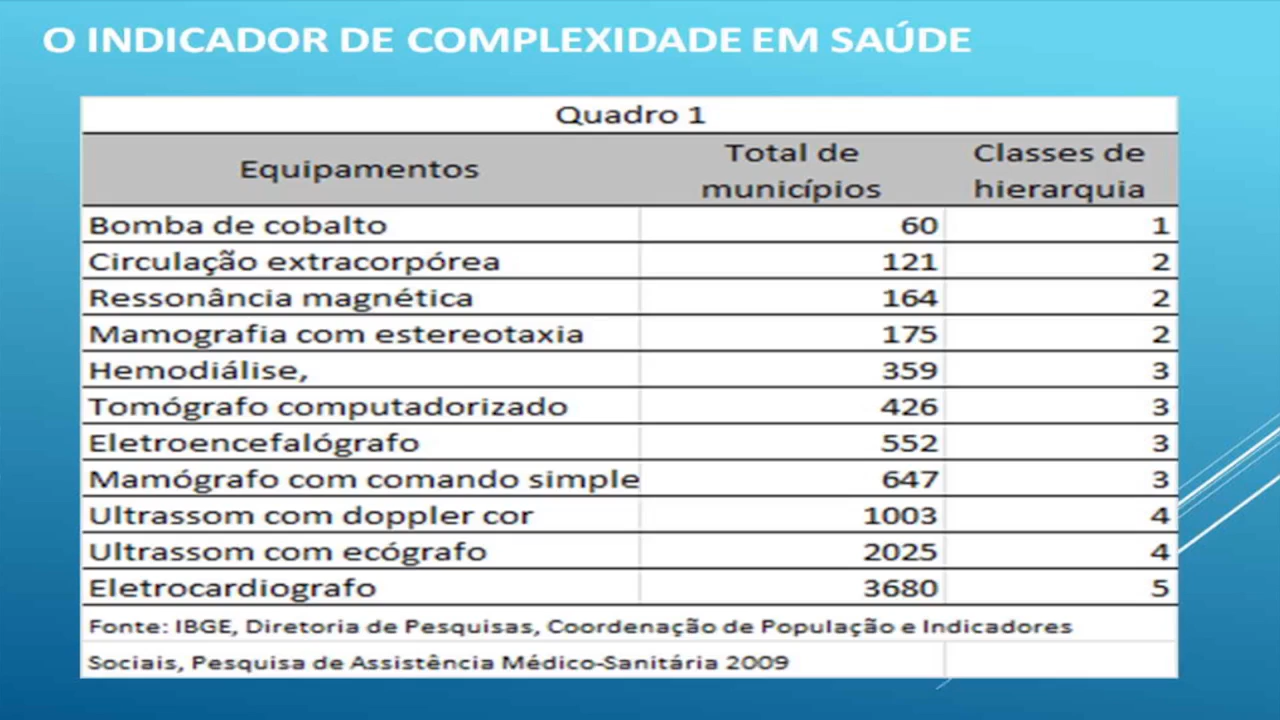 O INDICADOR DE COMPLEXIDADE EM SAÚDE
Quadro 1
Equipamentos Total de municípios Classes de hierarquia
Bomba de cobalto 60 1
Circulação extracorpórea 121 2
Ressonância magnética 164 2
Mamografia com estereotaxia 175 2
Hemodiálise, 359 3
Tomógrafo computadorizado 426 3
Eletroencefalógrafo 552 3
Mamógrafo com comando simple 647 3
Ultrassom com doppler cor 1003 4
Ultrassom com ecógrafo 2025 4
Eletrocardiografo 3680 5
Fonte: IBGE, Diretoria de Pesquisas, Coordenação de População e Indicadores
Sociais, Pesquisa de Assistência Médico-Sanitária 2009